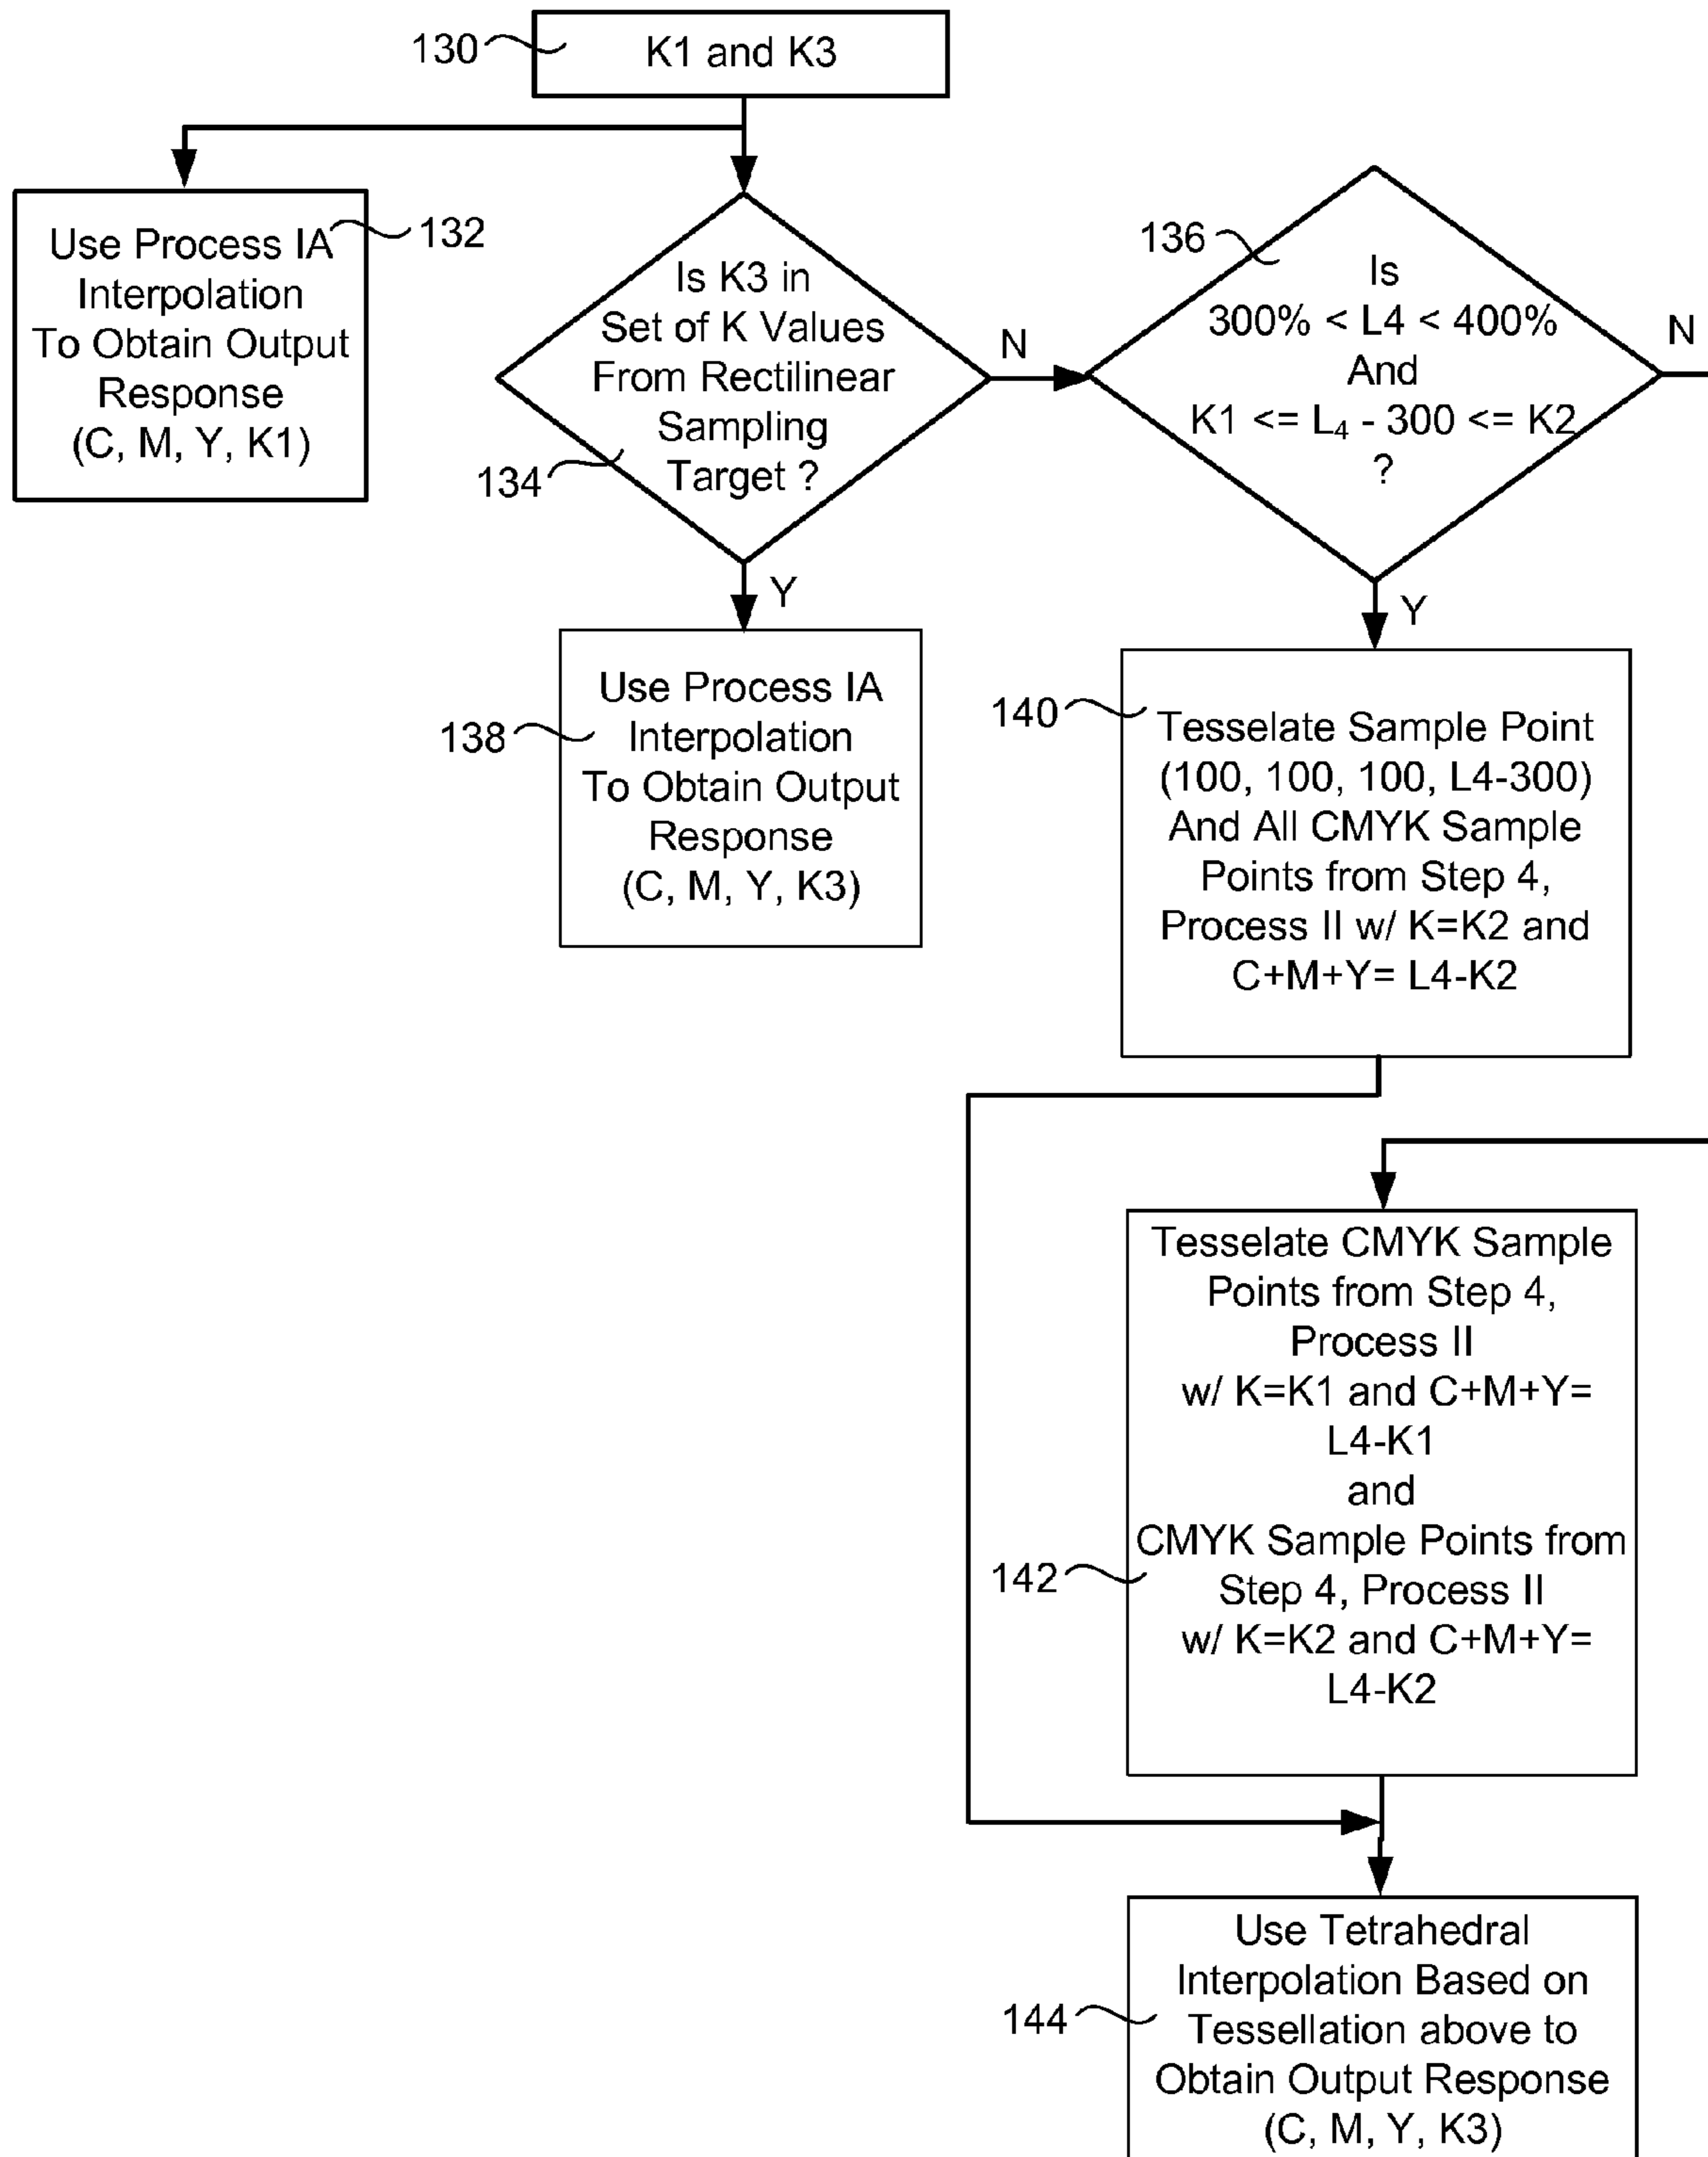 130
K1 and K3
Use Process IA
Interpolation
To Obtain Output
Response
(C, M, Y, K1)
132
Is K3 in
Set of K Values
From Rectilinear
Sampling
Target ?
134
N
Y
136
Is
300% < L4 < 400%
And
K1 <= L₄ - 300 <= K2
?
N
Y
138
Use Process IA
Interpolation
To Obtain Output
Response
(C, M, Y, K3)
140
Tesselate Sample Point
(100, 100, 100, L4-300)
And All CMYK Sample
Points from Step 4,
Process II w/ K=K2 and
C+M+Y= L4-K2
142
Tesselate CMYK Sample
Points from Step 4,
Process II
w/ K=K1 and C+M+Y=
L4-K1
and
CMYK Sample Points from
Step 4, Process II
w/ K=K2 and C+M+Y=
L4-K2
144
Use Tetrahedral
Interpolation Based on
Tessellation above to
Obtain Output Response
(C, M, Y, K3)